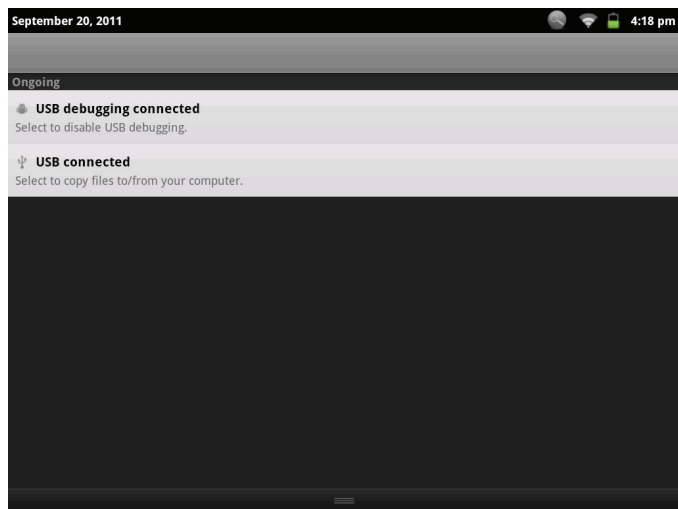 September 20, 2011 4:18 pm
Ongoing
USB debugging connected
Select to disable USB debugging.
USB connected
Select to copy files to/from your computer.